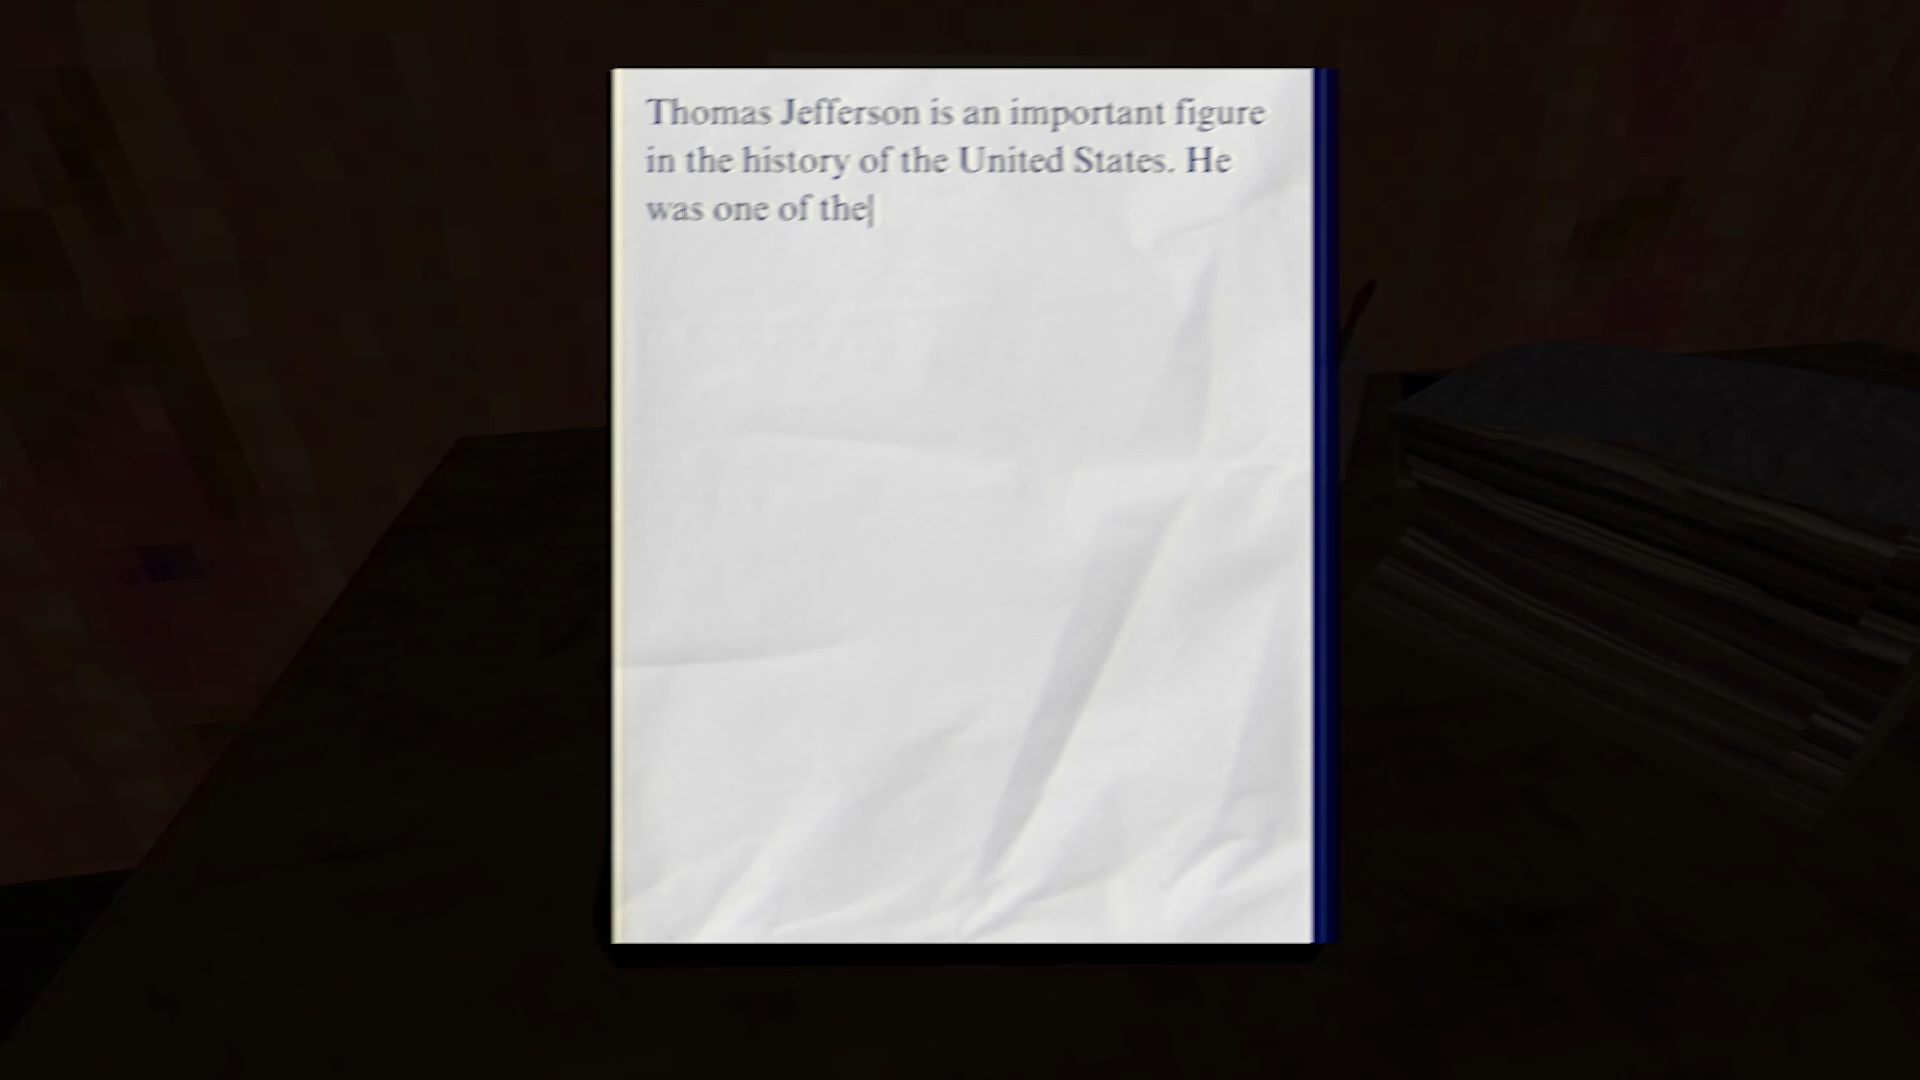 Thomas Jefferson is an important figure
in the history of the United States. He
was one of the